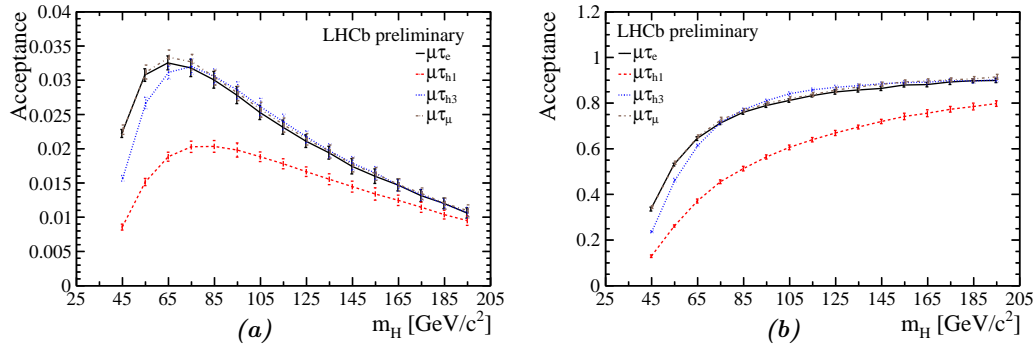 Acceptance
0.04
0.035
0.03
0.025
0.02
0.015
0.01
0.005
0
LHCb preliminary
μτe
μτh1
μτh3
μτμ
25 45 65 85 105 125 145 165 185 205
(a) mH [GeV/c²]
Acceptance
1.2
1
0.8
0.6
0.4
0.2
0
LHCb preliminary
μτe
μτh1
μτh3
μτμ
25 45 65 85 105 125 145 165 185 205
(b) mH [GeV/c²]